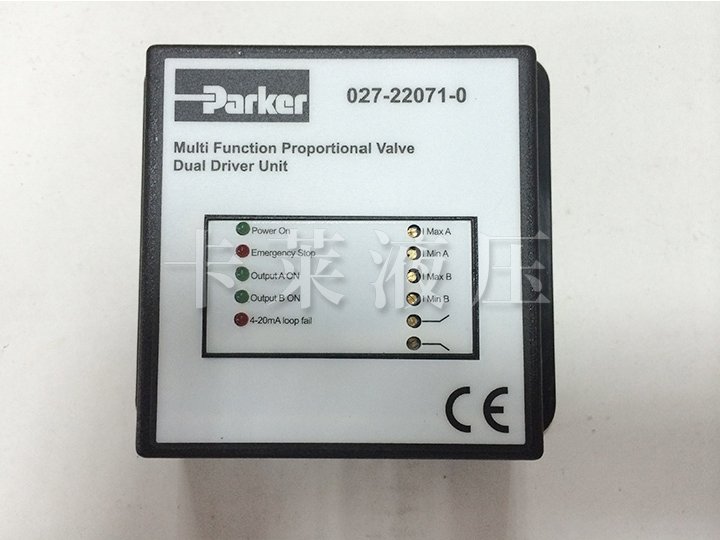 Parker
027-22071-0
Multi Function Proportional Valve
Dual Driver Unit
Power On
I Max A
Emergency Stop
I Min A
Output A ON
I Max B
Output B ON
I Min B
4-20mA loop fail
卡莱液压
CE